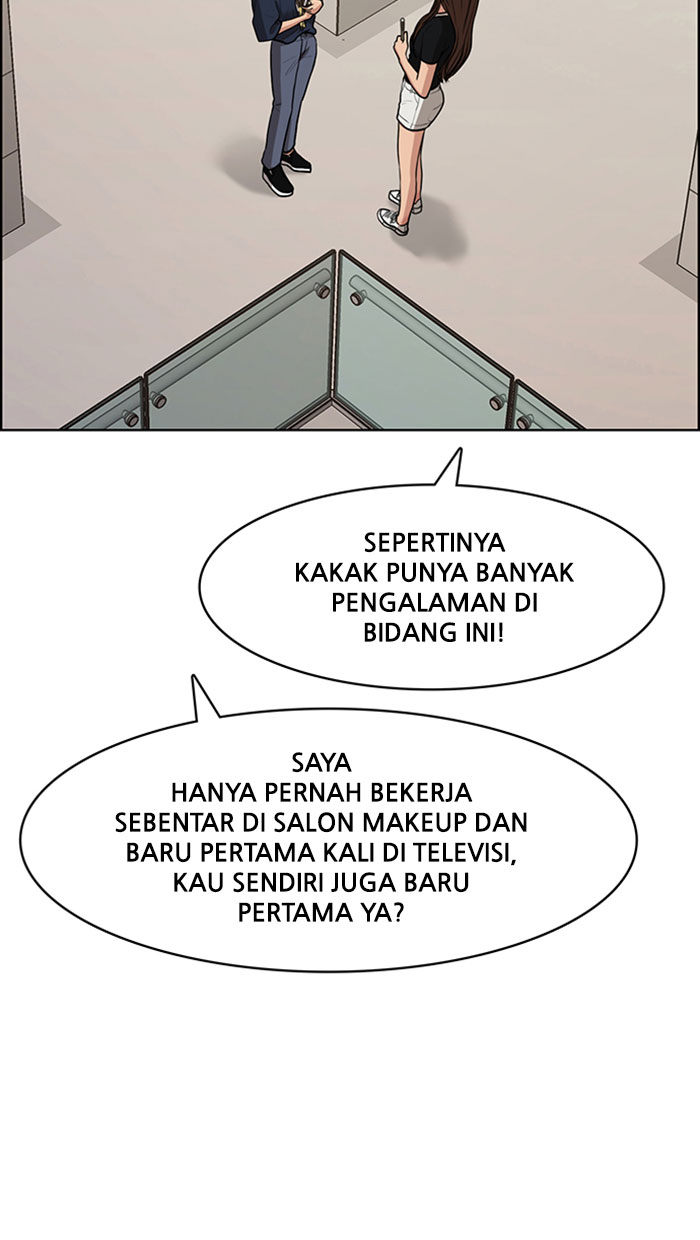 SEPERTINYA
KAKAK PUNYA BANYAK
PENGALAMAN DI
BIDANG INI!
SAYA
HANYA PERNAH BEKERJA
SEBENTAR DI SALON MAKEUP DAN
BARU PERTAMA KALI DI TELEVISI,
KAU SENDIRI JUGA BARU
PERTAMA YA?